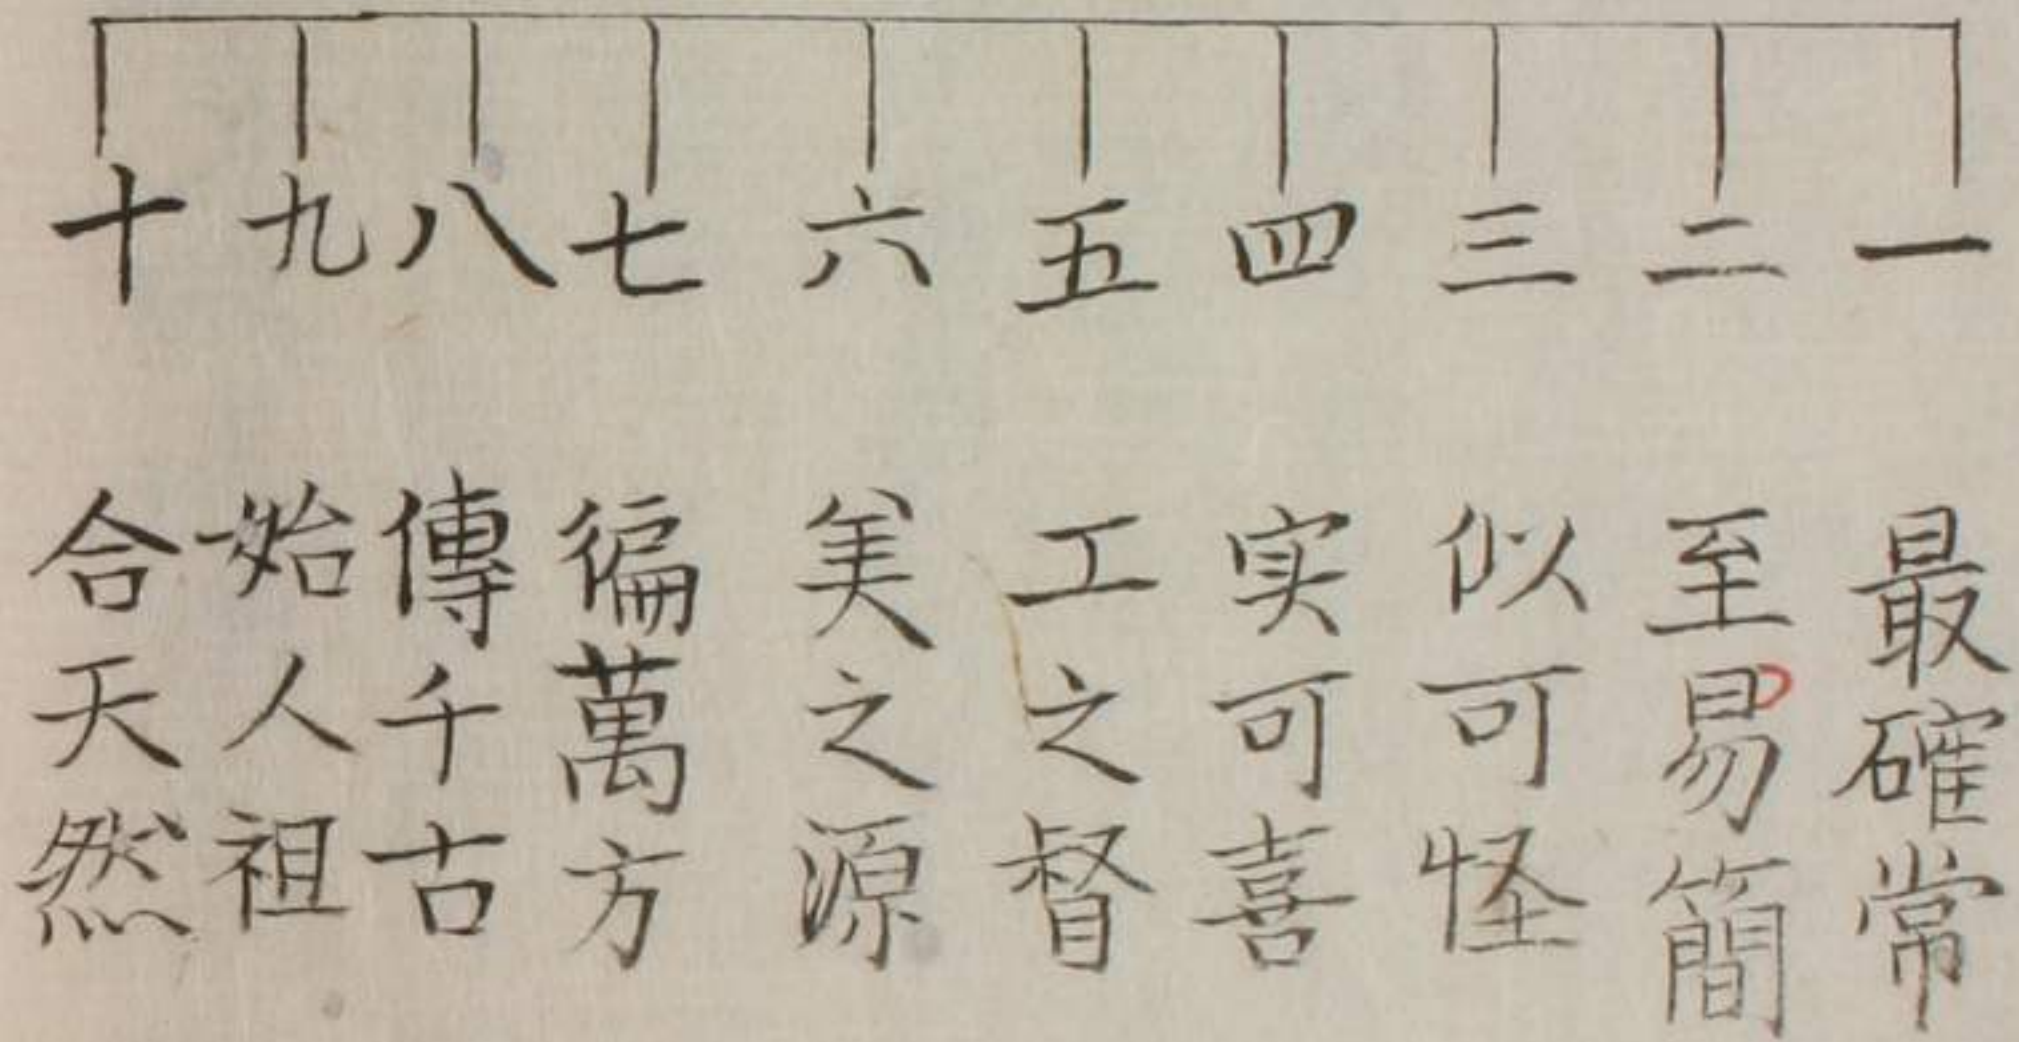 一 最確常
二 至易簡
三 似可怪
四 实可喜
五 工之督
六 美之源
七 徧萬方
八 傳千古
九 始人祖
十 合天然